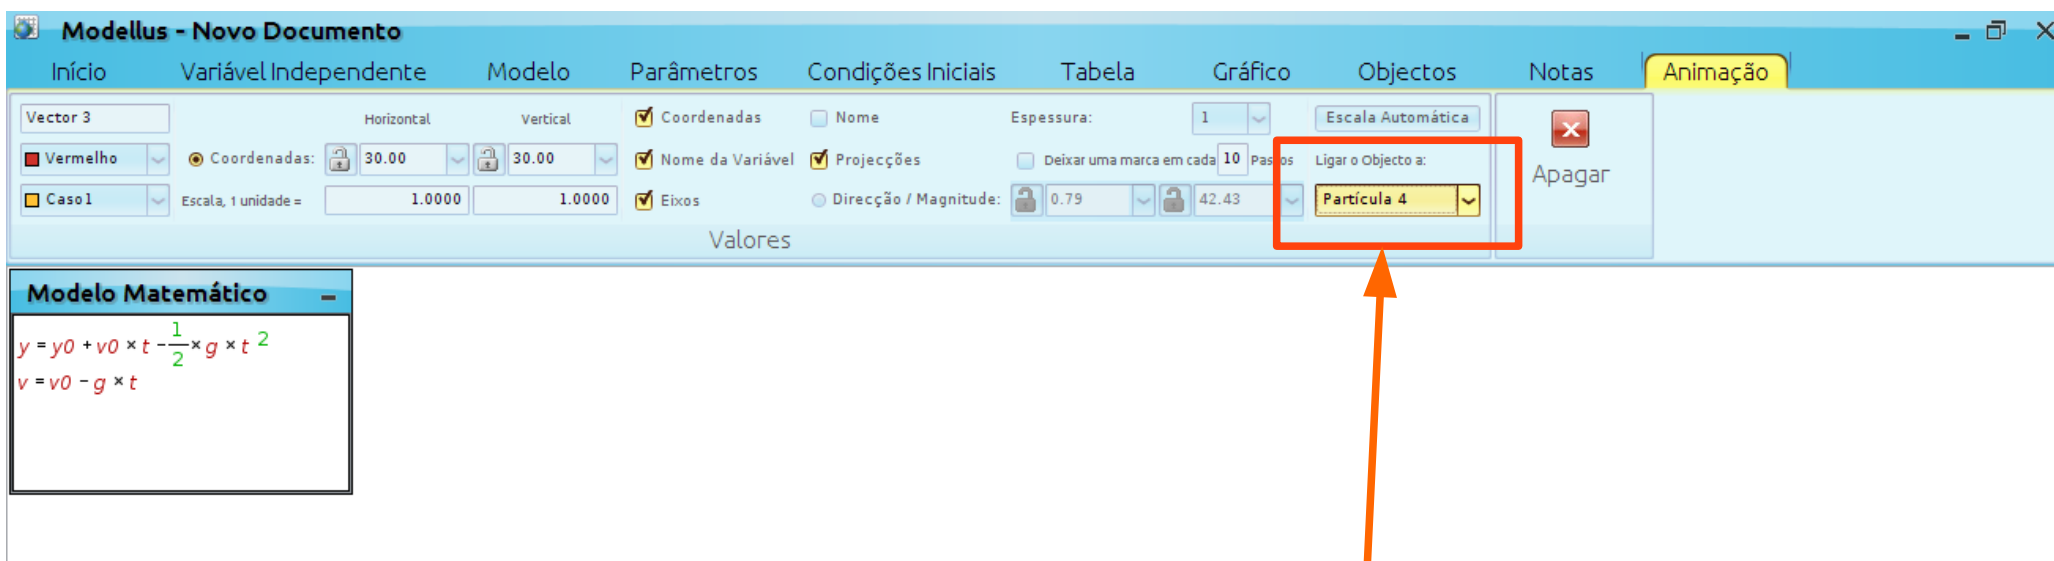 Modellus - Novo Documento
Início Variável Independente Modelo Parâmetros Condições Iniciais Tabela Gráfico Objectos Notas Animação
Vector 3 Horizontal Vertical Coordenadas Nome Espessura: 1 Escala Automática
Vermelho Coordenadas: 30.00 30.00 Nome da Variável Projecções Deixar uma marca em cada 10 Passos Ligar o Objecto a:
Caso1 Escala, 1 unidade = 1.0000 1.0000 Eixos Direcção / Magnitude: 0.79 42.43 Partícula 4
Apagar
Valores
Modelo Matemático
y = y0 + v0 × t - 1/2 × g × t 2
v = v0 - g × t